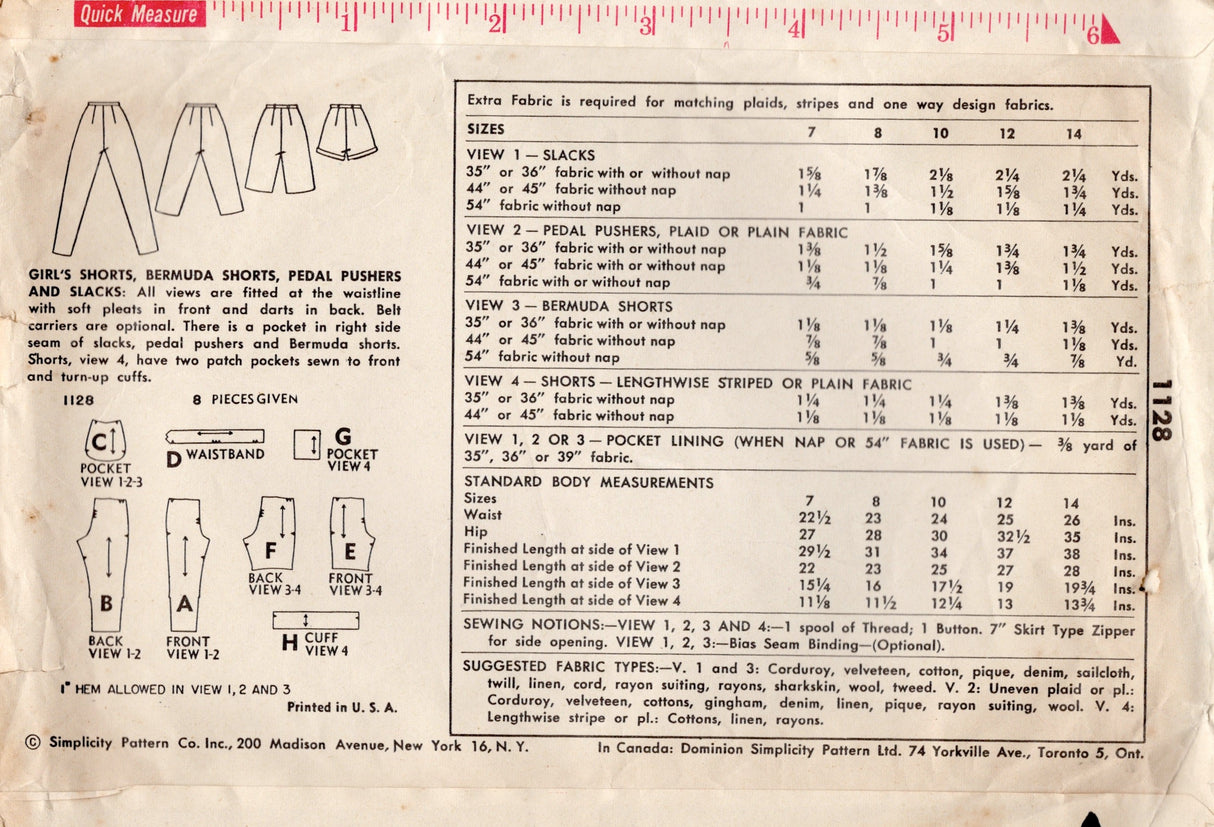 Quick Measure 1 2 3 4 5 6
GIRL'S SHORTS, BERMUDA SHORTS, PEDAL PUSHERS
AND SLACKS: All views are fitted at the waistline
with soft pleats in front and darts in back. Belt
carriers are optional. There is a pocket in right side
seam of slacks, pedal pushers and Bermuda shorts.
Shorts, view 4, have two patch pockets sewn to front
and turn-up cuffs.
1128 8 PIECES GIVEN
C
POCKET
VIEW 1-2-3
D WAISTBAND
G
POCKET
VIEW 4
B
BACK
VIEW 1-2
A
FRONT
VIEW 1-2
F
BACK
VIEW 3-4
E
FRONT
VIEW 3-4
H CUFF
VIEW 4
1" HEM ALLOWED IN VIEW 1, 2 AND 3
Printed in U. S. A.
Extra Fabric is required for matching plaids, stripes and one way design fabrics.
SIZES 7 8 10 12 14
VIEW 1 — SLACKS
35" or 36" fabric with or without nap 1⅝ 1⅞ 2⅛ 2¼ 2¼ Yds.
44" or 45" fabric without nap 1¼ 1⅜ 1½ 1⅝ 1¾ Yds.
54" fabric without nap 1 1 1⅛ 1⅛ 1¼ Yds.
VIEW 2 — PEDAL PUSHERS, PLAID OR PLAIN FABRIC
35" or 36" fabric with or without nap 1⅜ 1½ 1⅝ 1¾ 1¾ Yds.
44" or 45" fabric with or without nap 1⅛ 1⅛ 1¼ 1⅜ 1½ Yds.
54" fabric with or without nap ¾ ⅞ 1 1 1⅛ Yds.
VIEW 3 — BERMUDA SHORTS
35" or 36" fabric with or without nap 1⅛ 1⅛ 1⅛ 1¼ 1⅜ Yds.
44" or 45" fabric without nap ⅞ ⅞ 1 1 1⅛ Yds.
54" fabric without nap ⅝ ⅝ ¾ ¾ ⅞ Yd.
VIEW 4 — SHORTS — LENGTHWISE STRIPED OR PLAIN FABRIC
35" or 36" fabric without nap 1¼ 1¼ 1¼ 1⅜ 1⅜ Yds.
44" or 45" fabric without nap 1⅛ 1⅛ 1⅛ 1⅛ 1⅛ Yds.
VIEW 1, 2 OR 3 — POCKET LINING (WHEN NAP OR 54" FABRIC IS USED) — ⅜ yard of
35", 36" or 39" fabric.
STANDARD BODY MEASUREMENTS
Sizes 7 8 10 12 14
Waist 22½ 23 24 25 26 Ins.
Hip 27 28 30 32½ 35 Ins.
Finished Length at side of View 1 29½ 31 34 37 38 Ins.
Finished Length at side of View 2 22 23 25 27 28 Ins.
Finished Length at side of View 3 15¼ 16 17½ 19 19¾ Ins.
Finished Length at side of View 4 11⅛ 11½ 12¼ 13 13¾ Ins.
SEWING NOTIONS:—VIEW 1, 2, 3 AND 4:—1 spool of Thread; 1 Button. 7" Skirt Type Zipper
for side opening. VIEW 1, 2, 3:—Bias Seam Binding—(Optional).
SUGGESTED FABRIC TYPES:—V. 1 and 3: Corduroy, velveteen, cotton, pique, denim, sailcloth,
twill, linen, cord, rayon suiting, rayons, sharkskin, wool, tweed. V. 2: Uneven plaid or pl.:
Corduroy, velveteen, cottons, gingham, denim, linen, pique, rayon suiting, wool. V. 4:
Lengthwise stripe or pl.: Cottons, linen, rayons.
1128
© Simplicity Pattern Co. Inc., 200 Madison Avenue, New York 16, N. Y. In Canada: Dominion Simplicity Pattern Ltd. 74 Yorkville Ave., Toronto 5, Ont.